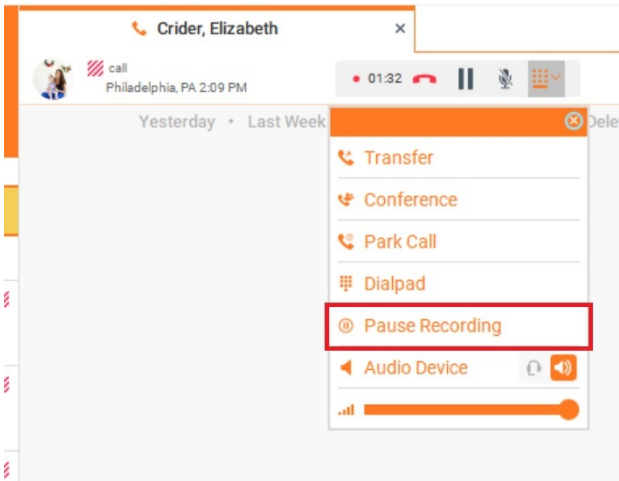 Crider, Elizabeth
call
Philadelphia, PA 2:09 PM
01:32
Yesterday • Last Week
Dele
Transfer
Conference
Park Call
Dialpad
Pause Recording
Audio Device